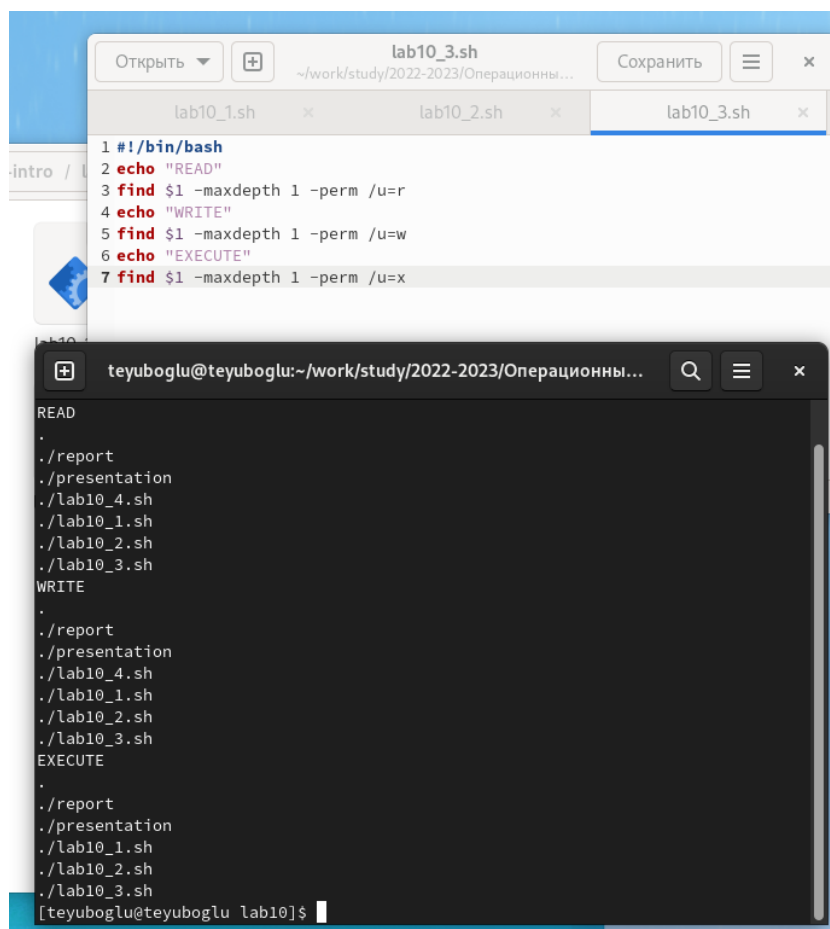 Открыть
lab10_3.sh
~/work/study/2022-2023/Операционны...
Сохранить
lab10_1.sh
lab10_2.sh
lab10_3.sh
1 #!/bin/bash
2 echo "READ"
3 find $1 -maxdepth 1 -perm /u=r
4 echo "WRITE"
5 find $1 -maxdepth 1 -perm /u=w
6 echo "EXECUTE"
7 find $1 -maxdepth 1 -perm /u=x
-intro /
teyuboglu@teyuboglu:~/work/study/2022-2023/Операционны...
READ
.
./report
./presentation
./lab10_4.sh
./lab10_1.sh
./lab10_2.sh
./lab10_3.sh
WRITE
.
./report
./presentation
./lab10_4.sh
./lab10_1.sh
./lab10_2.sh
./lab10_3.sh
EXECUTE
.
./report
./presentation
./lab10_1.sh
./lab10_2.sh
./lab10_3.sh
[teyuboglu@teyuboglu lab10]$